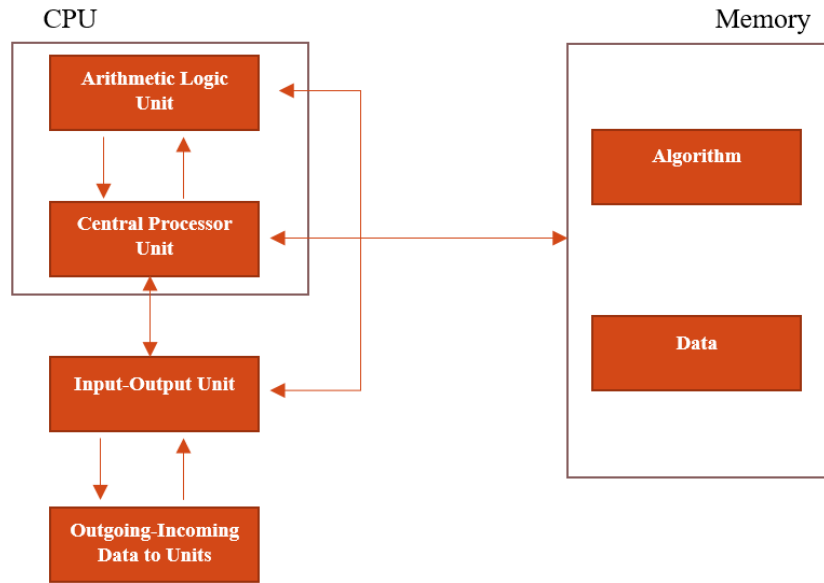 CPU
Memory
Arithmetic Logic
Unit
Algorithm
Central Processor
Unit
Data
Input-Output Unit
Outgoing-Incoming
Data to Units